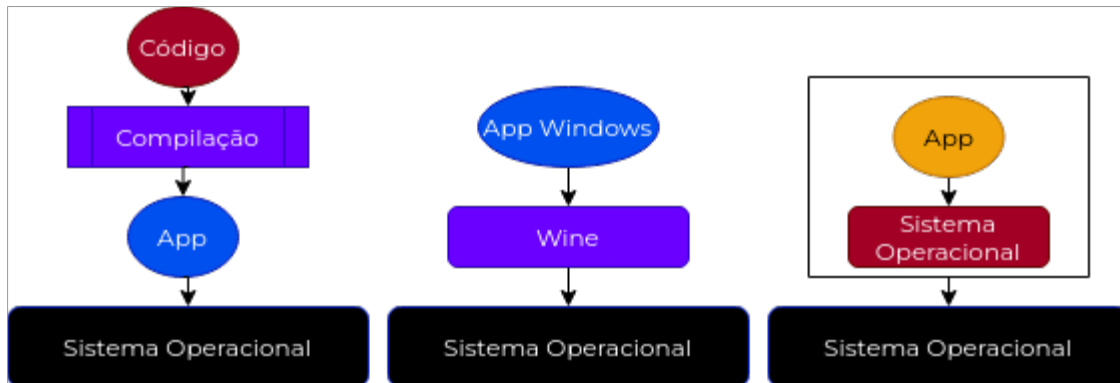 Código
Compilação
App
Sistema Operacional
App Windows
Wine
Sistema Operacional
App
Sistema
Operacional
Sistema Operacional